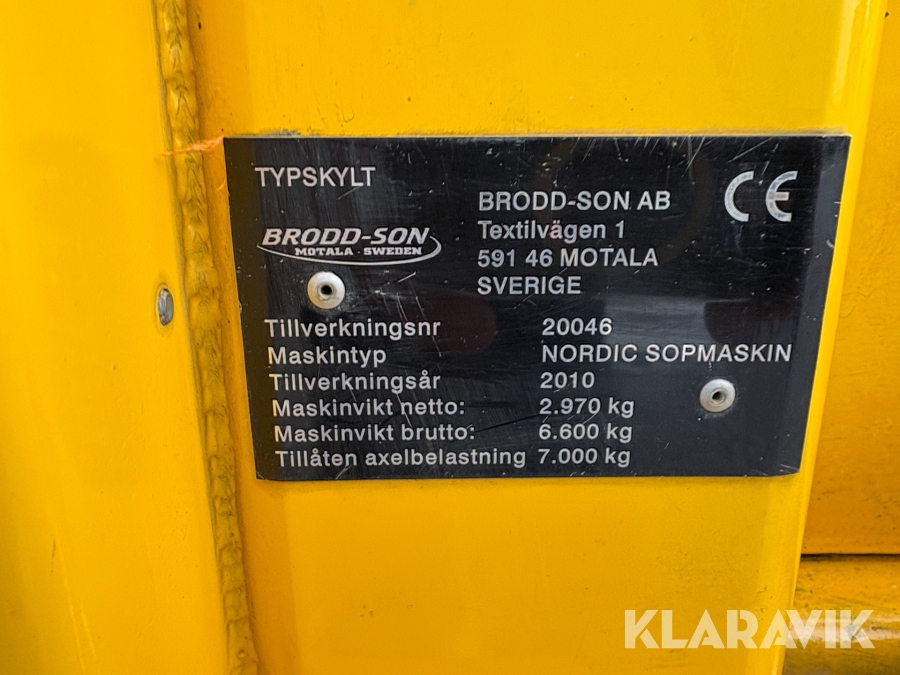 TYPSKYLT
BRODD-SON
MOTALA · SWEDEN
BRODD-SON AB
Textilvägen 1
591 46 MOTALA
SVERIGE
CE
Tillverkningsnr 20046
Maskintyp NORDIC SOPMASKIN
Tillverkningsår 2010
Maskinvikt netto: 2.970 kg
Maskinvikt brutto: 6.600 kg
Tillåten axelbelastning 7.000 kg
KLARAVIK